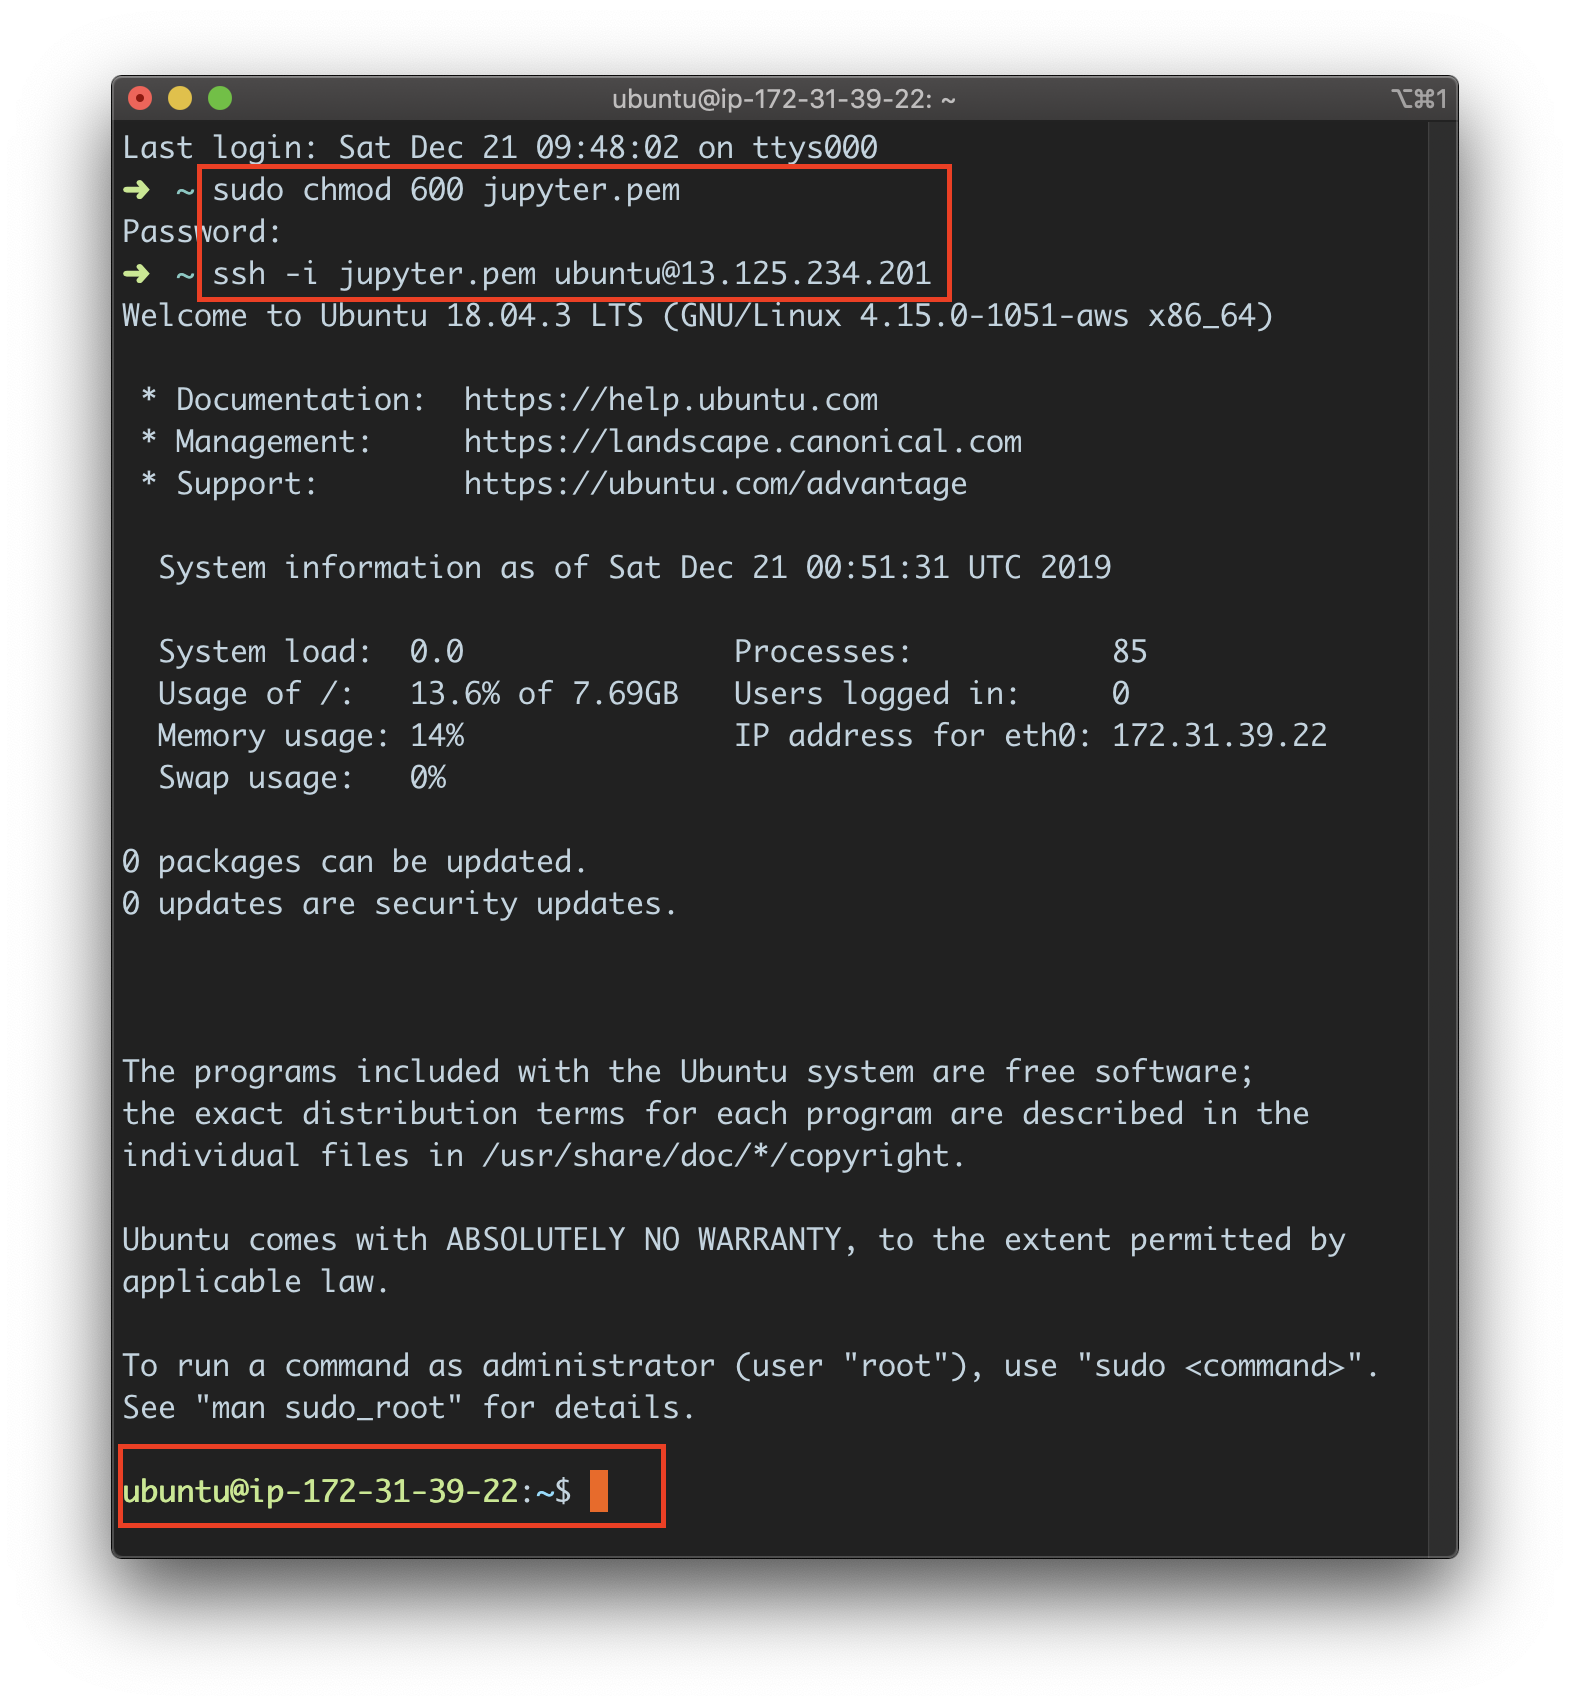 ubuntu@ip-172-31-39-22: ~ ⌥⌘1
Last login: Sat Dec 21 09:48:02 on ttys000
➜  ~ sudo chmod 600 jupyter.pem
Password:
➜  ~ ssh -i jupyter.pem ubuntu@13.125.234.201
Welcome to Ubuntu 18.04.3 LTS (GNU/Linux 4.15.0-1051-aws x86_64)
 * Documentation:  https://help.ubuntu.com
 * Management:     https://landscape.canonical.com
 * Support:        https://ubuntu.com/advantage
  System information as of Sat Dec 21 00:51:31 UTC 2019
  System load:  0.0               Processes:           85
  Usage of /:   13.6% of 7.69GB   Users logged in:     0
  Memory usage: 14%               IP address for eth0: 172.31.39.22
  Swap usage:   0%
0 packages can be updated.
0 updates are security updates.
The programs included with the Ubuntu system are free software;
the exact distribution terms for each program are described in the
individual files in /usr/share/doc/*/copyright.
Ubuntu comes with ABSOLUTELY NO WARRANTY, to the extent permitted by
applicable law.
To run a command as administrator (user "root"), use "sudo <command>".
See "man sudo_root" for details.
ubuntu@ip-172-31-39-22:~$